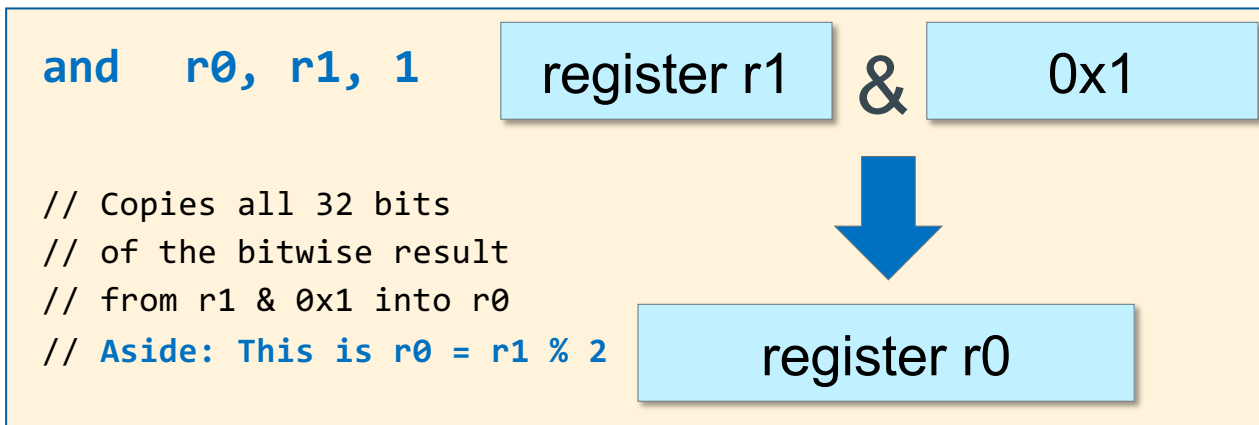 and r0, r1, 1
register r1
&
0x1
// Copies all 32 bits
// of the bitwise result
// from r1 & 0x1 into r0
// Aside: This is r0 = r1 % 2
register r0